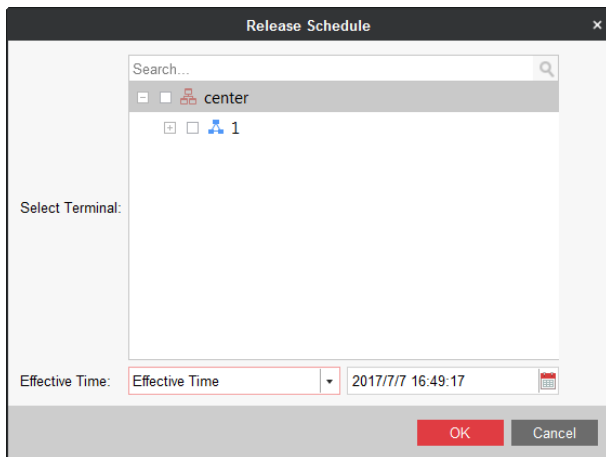 Release Schedule
Search...
center
1
Select Terminal:
Effective Time: Effective Time 2017/7/7 16:49:17
OK Cancel